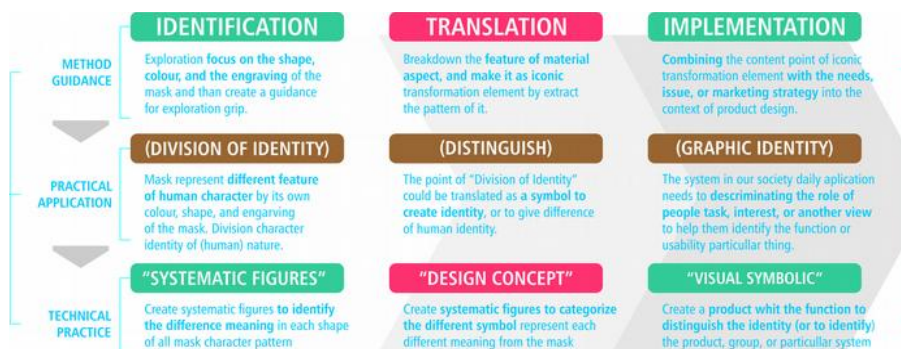 IDENTIFICATION
TRANSLATION
IMPLEMENTATION
METHOD
GUIDANCE
Exploration focus on the shape,
colour, and the engraving of the
mask and than create a guidance
for exploration grip.
Breakdown the feature of material
aspect, and make it as iconic
transformation element by extract
the pattern of it.
Combining the content point of iconic
transformation element with the needs,
issue, or marketing strategy into the
context of product design.
(DIVISION OF IDENTITY)
(DISTINGUISH)
(GRAPHIC IDENTITY)
PRACTICAL
APPLICATION
Mask represent different feature
of human character by its own
colour, shape, and engarving
of the mask. Division character
identity of (human) nature.
The point of "Division of Identity"
could be translated as a symbol to
create identity, or to give difference
of human identity.
The system in our society daily aplication
needs to descriminating the role of
people task, interest, or another view
to help them identify the function or
usability particullar thing.
"SYSTEMATIC FIGURES"
"DESIGN CONCEPT"
"VISUAL SYMBOLIC"
TECHNICAL
PRACTICE
Create systematic figures to identify
the difference meaning in each shape
of all mask character pattern
Create systematic figures to categorize
the different symbol represent each
different meaning from the mask
Create a product whit the function to
distinguish the identity (or to identify)
the product, group, or particullar system